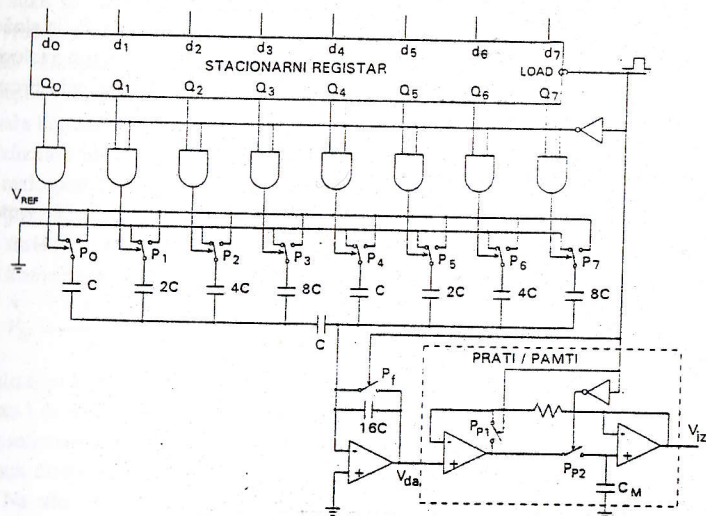 d0 d1 d2 d3 d4 d5 d6 d7
STACIONARNI REGISTAR
LOAD
Q0 Q1 Q2 Q3 Q4 Q5 Q6 Q7
VREF
P0 P1 P2 P3 P4 P5 P6 P7
C 2C 4C 8C C 2C 4C 8C
C
PRATI / PAMTI
Pf
16C
PP1
PP2
Viz
Vda
CM
- + - + - +